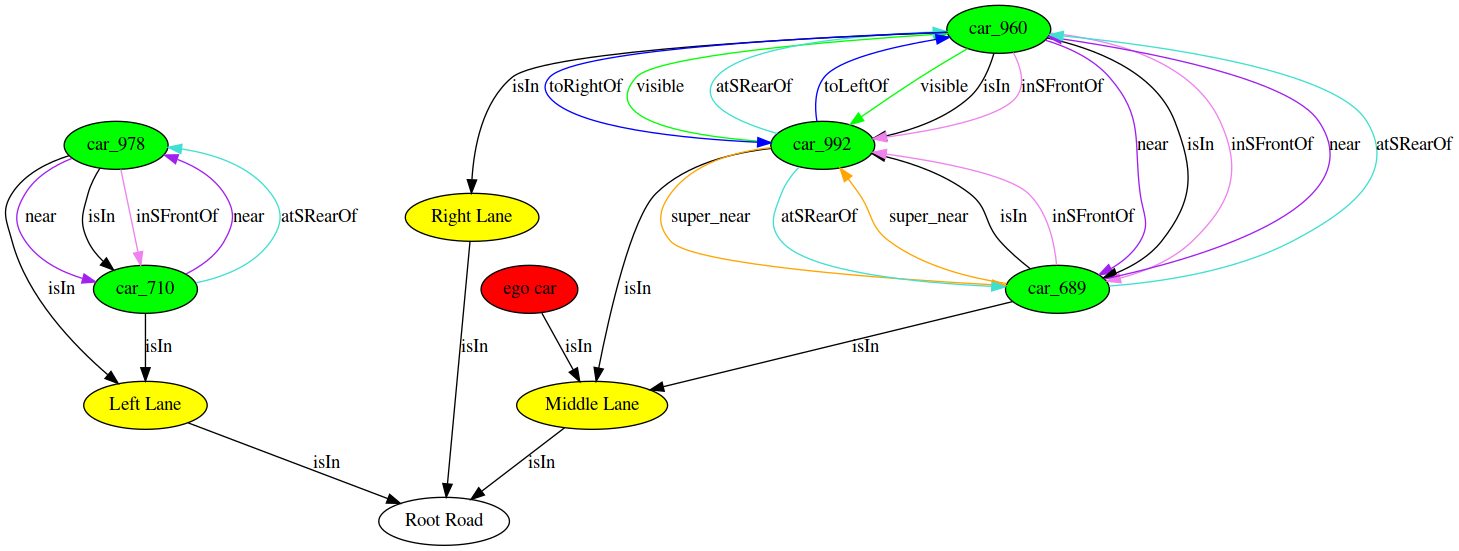 car_960
isIn toRightOf visible atSRearOf toLeftOf visible isIn inSFrontOf
car_978 car_992
near isIn inSFrontOf near atSRearOf
near isIn inSFrontOf near atSRearOf
Right Lane super_near atSRearOf super_near isIn inSFrontOf
isIn car_710 ego car isIn car_689
isIn isIn isIn isIn
Left Lane Middle Lane
isIn isIn
Root Road